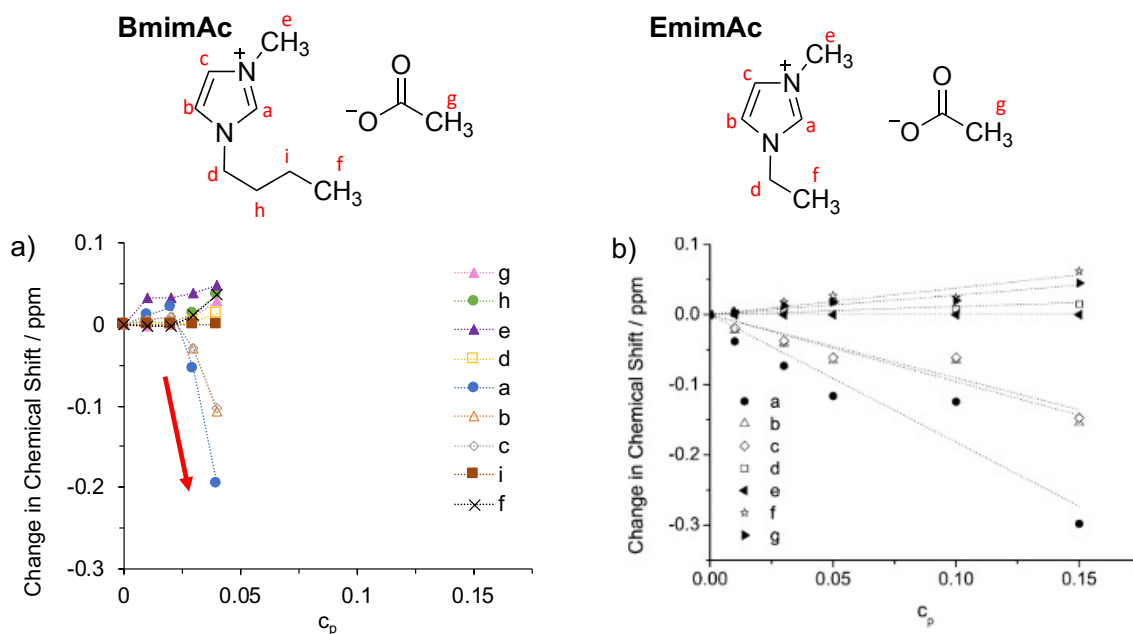 BmimAc
EmimAc
e
CH3
c
N+
b
a
N
d
i
f
CH3
h
O
−O
g
CH3
e
CH3
c
N+
b
a
N
d
f
CH3
O
−O
g
CH3
a)
Change in Chemical Shift / ppm
0.1
0
-0.1
-0.2
-0.3
0
0.05
0.1
0.15
cp
g
h
e
d
a
b
c
i
f
b)
Change in Chemical Shift / ppm
0.1
0.0
-0.1
-0.2
-0.3
0.00
0.05
0.10
0.15
cp
a
b
c
d
e
f
g